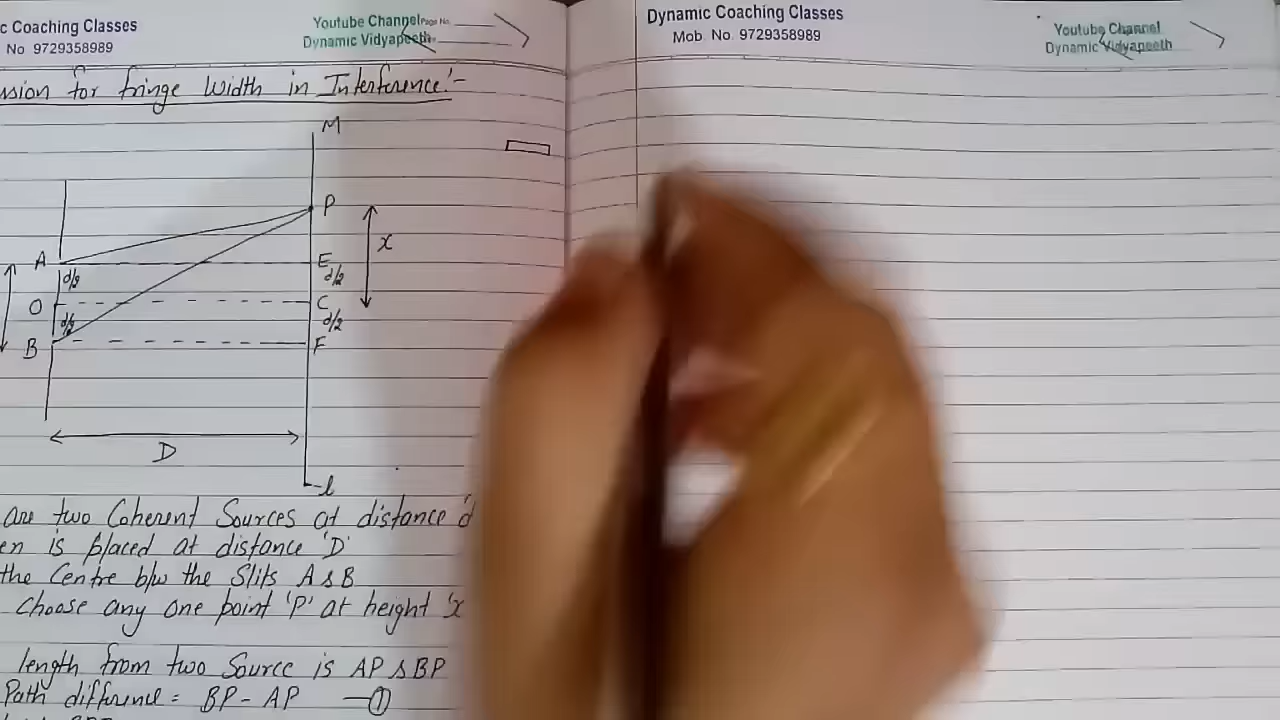 c Coaching Classes
No 9729358989
Youtube Channel Page No.
Dynamic Vidyapeeth
ssion for fringe Width in Interference:-
M
P
x
A
E
d/2
d/2
O
C
d/2
d/2
B
F
D
L
are two Coherent Sources at distance 'd
en is placed at distance 'D'
the Centre b/w the Slits A & B
Choose any one point 'P' at height 'x
length from two Source is AP & BP
Path difference = BP - AP —①
Dynamic Coaching Classes
Mob. No. 9729358989
Youtube Channel
Dynamic Vidyapeeth